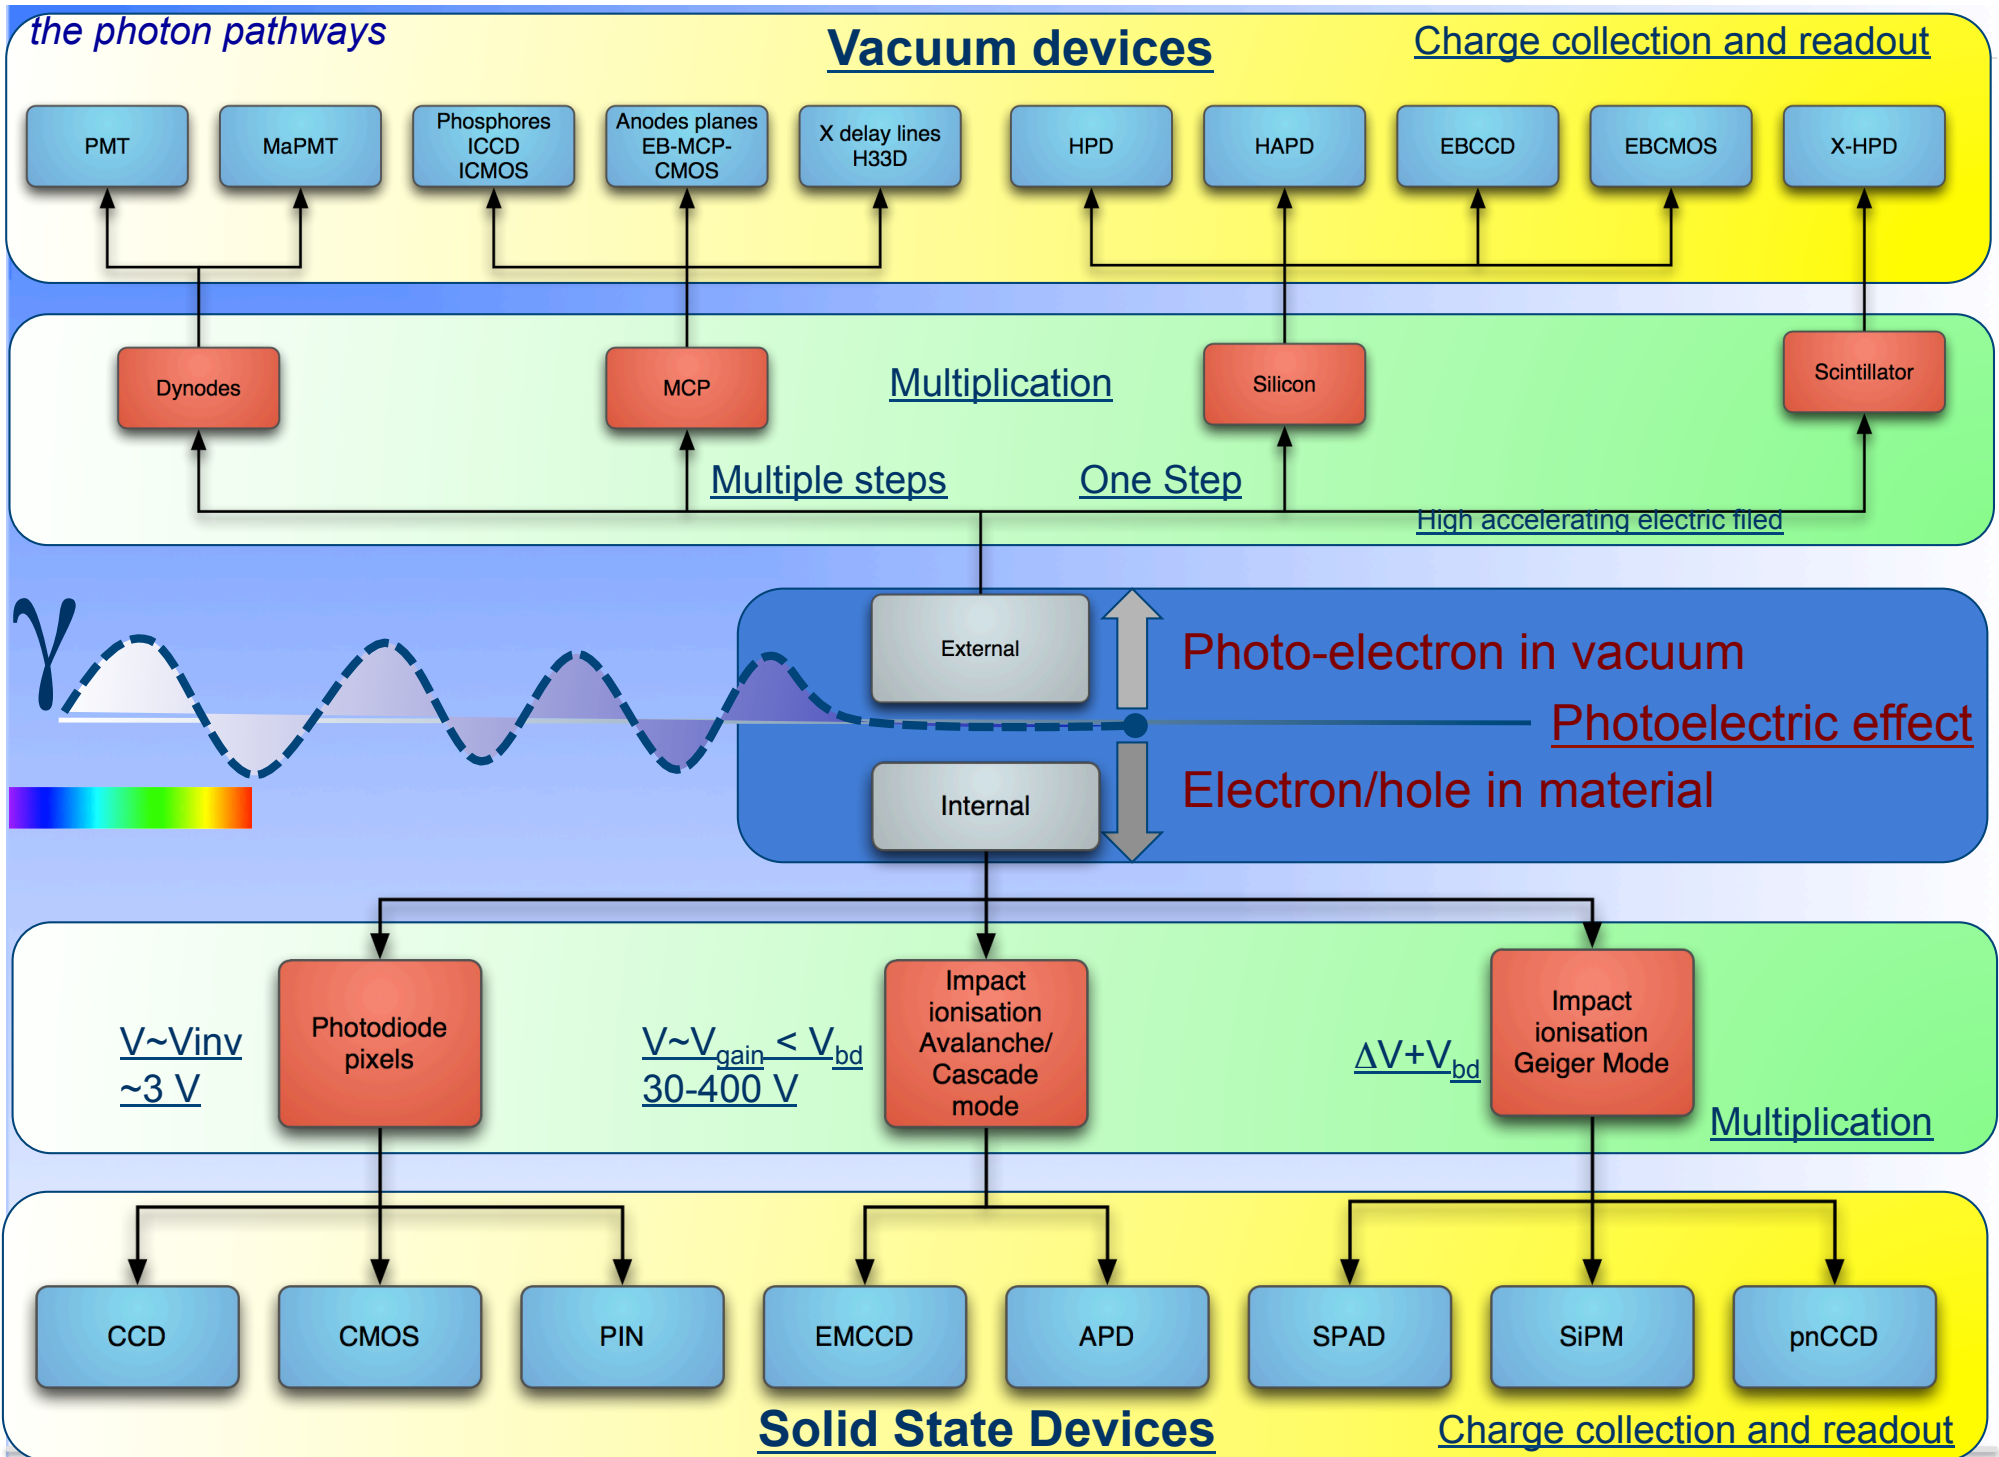 the photon pathways
Vacuum devices
Charge collection and readout
PMT
MaPMT
Phosphores
ICCD
ICMOS
Anodes planes
EB-MCP-
CMOS
X delay lines
H33D
HPD
HAPD
EBCCD
EBCMOS
X-HPD
Dynodes
MCP
Multiplication
Silicon
Scintillator
Multiple steps
One Step
High accelerating electric filed
γ
External
Photo-electron in vacuum
Photoelectric effect
Internal
Electron/hole in material
V~Vinv
~3 V
Photodiode
pixels
V~Vgain < Vbd
30-400 V
Impact
ionisation
Avalanche/
Cascade
mode
ΔV+Vbd
Impact
ionisation
Geiger Mode
Multiplication
CCD
CMOS
PIN
EMCCD
APD
SPAD
SiPM
pnCCD
Solid State Devices
Charge collection and readout